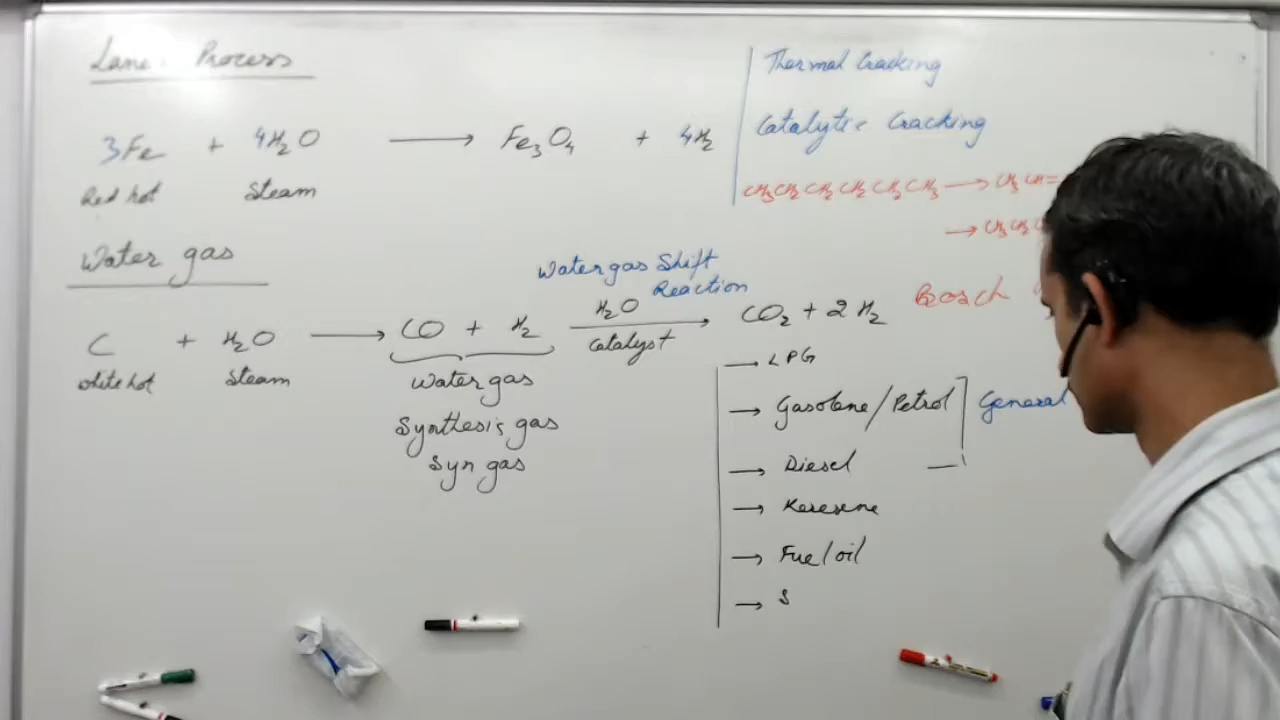 Lane's Process
3Fe + 4H₂O ⟶ Fe₃O₄ + 4H₂
Red hot Steam
Water gas
Water gas Shift
Reaction
C + H₂O ⟶ CO + H₂ H₂O ⟶ CO₂ + 2H₂
white hot Steam catalyst
Water gas
Synthesis gas
Syn gas
Thermal Cracking
Catalytic Cracking
CH₃CH₂CH₂CH₂CH₂CH₃ ⟶ CH₃CH=
⟶ CH₃CH₂
Bosch
→ LPG
→ Gasolene/Petrol General
→ Diesel
→ Keresene
→ Fuel oil
→ S